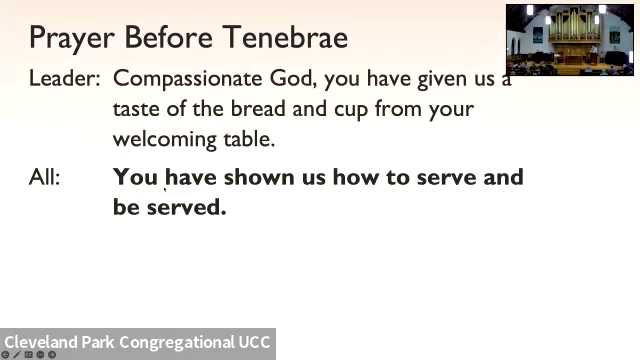 Prayer Before Tenebrae
Leader: Compassionate God, you have given us a
taste of the bread and cup from your
welcoming table.
All: You have shown us how to serve and
be served.
Cleveland Park Congregational UCC